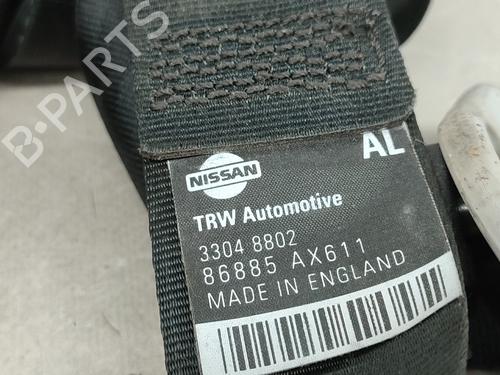 B-PARTS
AL
NISSAN
TRW Automotive
3304 8802
86885 AX611
MADE IN ENGLAND